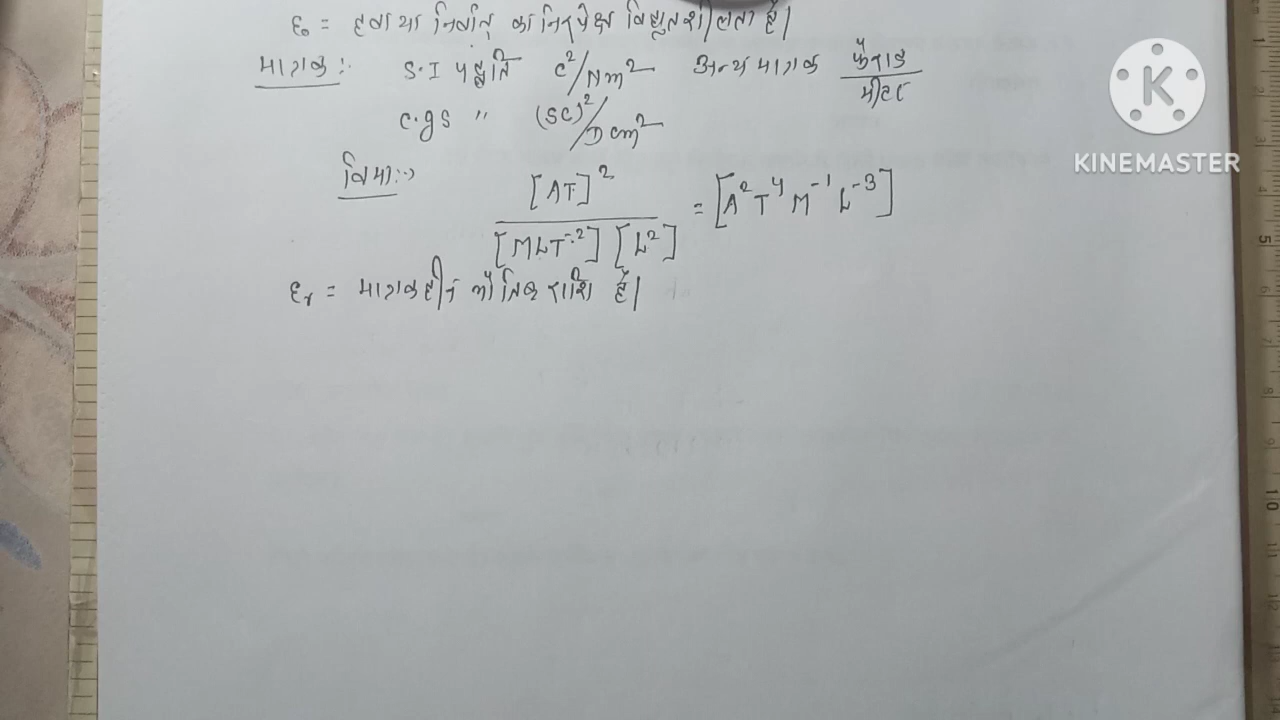 ε₀ = हवा या निर्वात् का निरपेक्ष विद्युतशीलता है।
मात्रक :- S.I पद्धति C²/Nm² अन्य मात्रक फैराड/मीटर
C.g.s " (SC)²/D cm²
विमा :-
[AT]² / [MLT⁻²] [L²] = [A² T⁴ M⁻¹ L⁻³]
εᵣ = मात्रकहीन भौतिक राशि है।
K
KINEMASTER